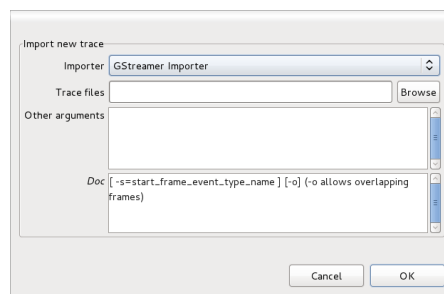 Import new trace
Importer GStreamer Importer
Trace files Browse
Other arguments
Doc [ -s=start_frame_event_type_name ] [-o] (-o allows overlapping
frames)
Cancel OK